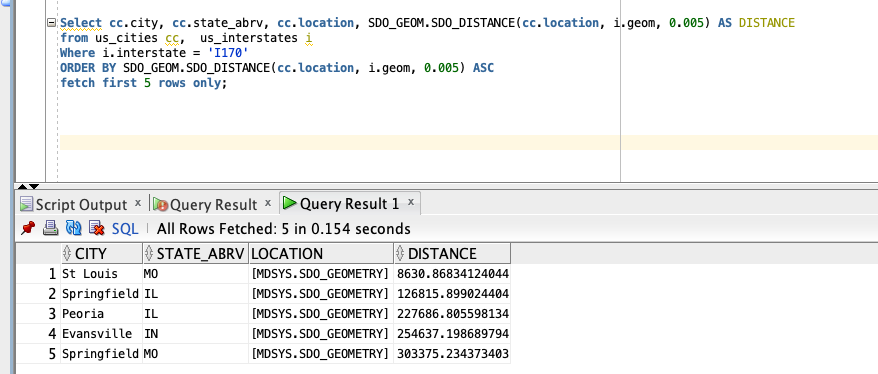 Select cc.city, cc.state_abrv, cc.location, SDO_GEOM.SDO_DISTANCE(cc.location, i.geom, 0.005) AS DISTANCE
from us_cities cc,  us_interstates i
Where i.interstate = 'I170'
ORDER BY SDO_GEOM.SDO_DISTANCE(cc.location, i.geom, 0.005) ASC
fetch first 5 rows only;
Script Output x Query Result x Query Result 1 x
SQL | All Rows Fetched: 5 in 0.154 seconds
CITY STATE_ABRV LOCATION DISTANCE
1 St Louis MO [MDSYS.SDO_GEOMETRY] 8630.86834124044
2 Springfield IL [MDSYS.SDO_GEOMETRY] 126815.899024404
3 Peoria IL [MDSYS.SDO_GEOMETRY] 227686.805598134
4 Evansville IN [MDSYS.SDO_GEOMETRY] 254637.198689794
5 Springfield MO [MDSYS.SDO_GEOMETRY] 303375.234373403